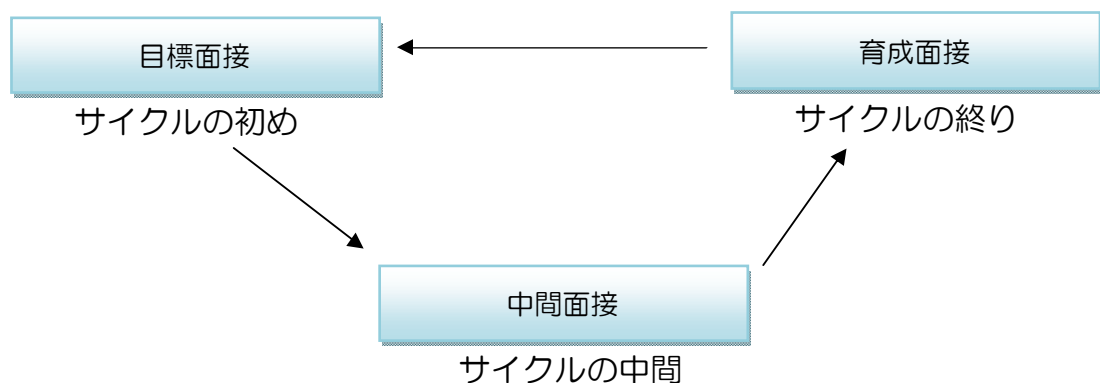 目標面接
サイクルの初め
育成面接
サイクルの終り
中間面接
サイクルの中間